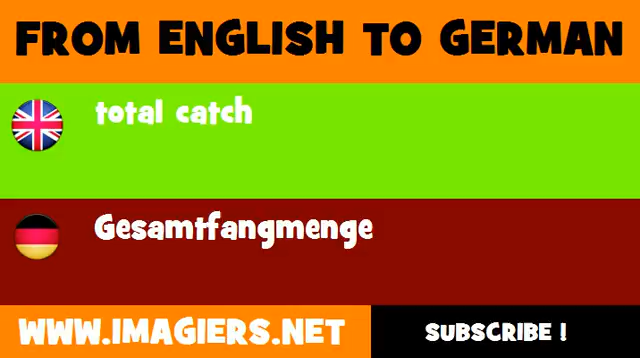 FROM ENGLISH TO GERMAN
total catch
Gesamtfangmenge
WWW.IMAGIERS.NET
SUBSCRIBE !